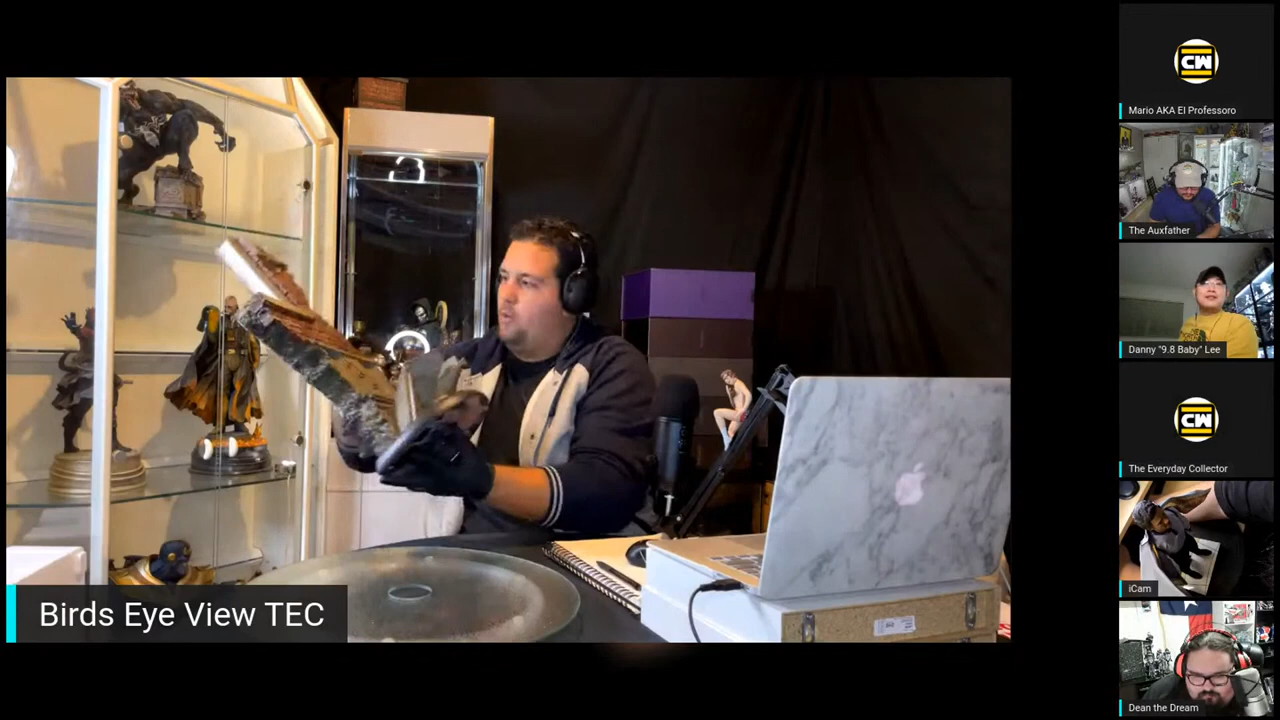 Birds Eye View TEC
CW
Mario AKA El Professoro
The Auxfather
Danny "9.8 Baby" Lee
CW
The Everyday Collector
iCam
Dean the Dream